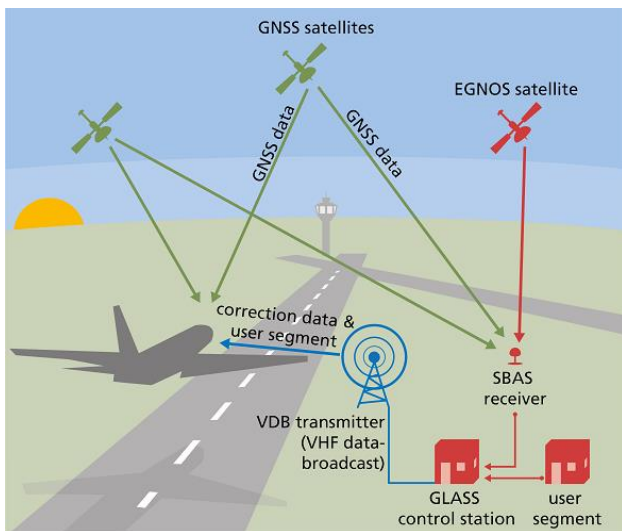 GNSS satellites
EGNOS satellite
GNSS data
GNSS data
correction data &
user segment
SBAS
receiver
VDB transmitter
(VHF data-
broadcast)
GLASS
control station
user
segment